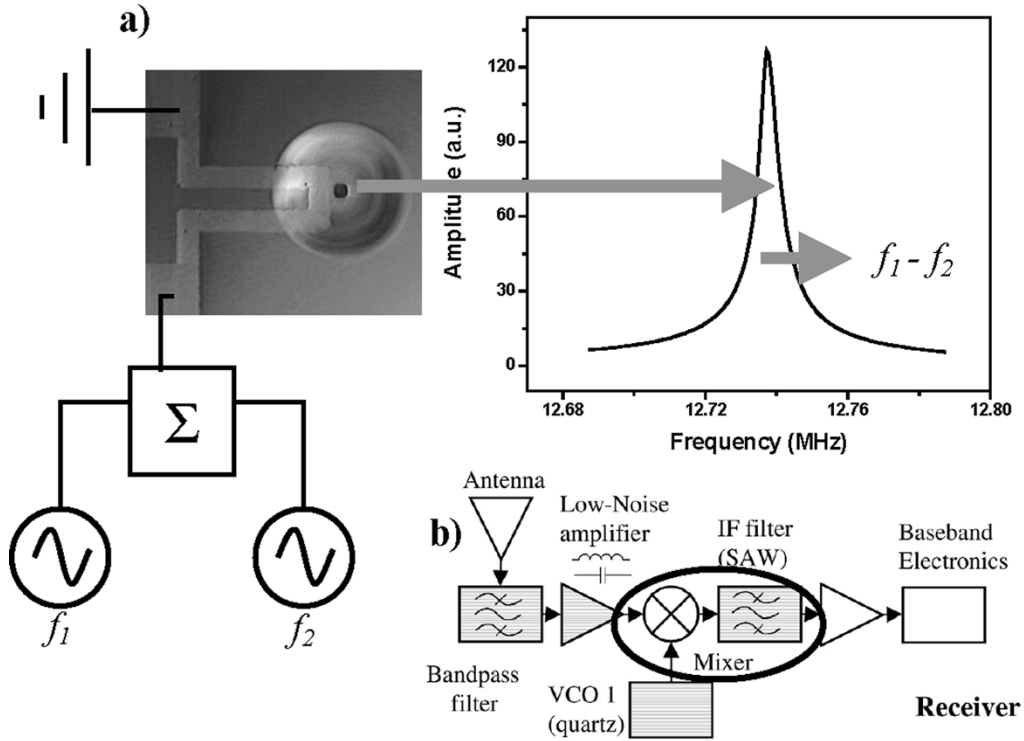 a)
Amplitude (a.u.)
120
90
60
30
0
f1 - f2
12.68
12.72
12.76
12.80
Frequency (MHz)
Σ
f1
f2
b)
Antenna
Low-Noise
amplifier
IF filter
(SAW)
Baseband
Electronics
Bandpass
filter
Mixer
VCO 1
(quartz)
Receiver